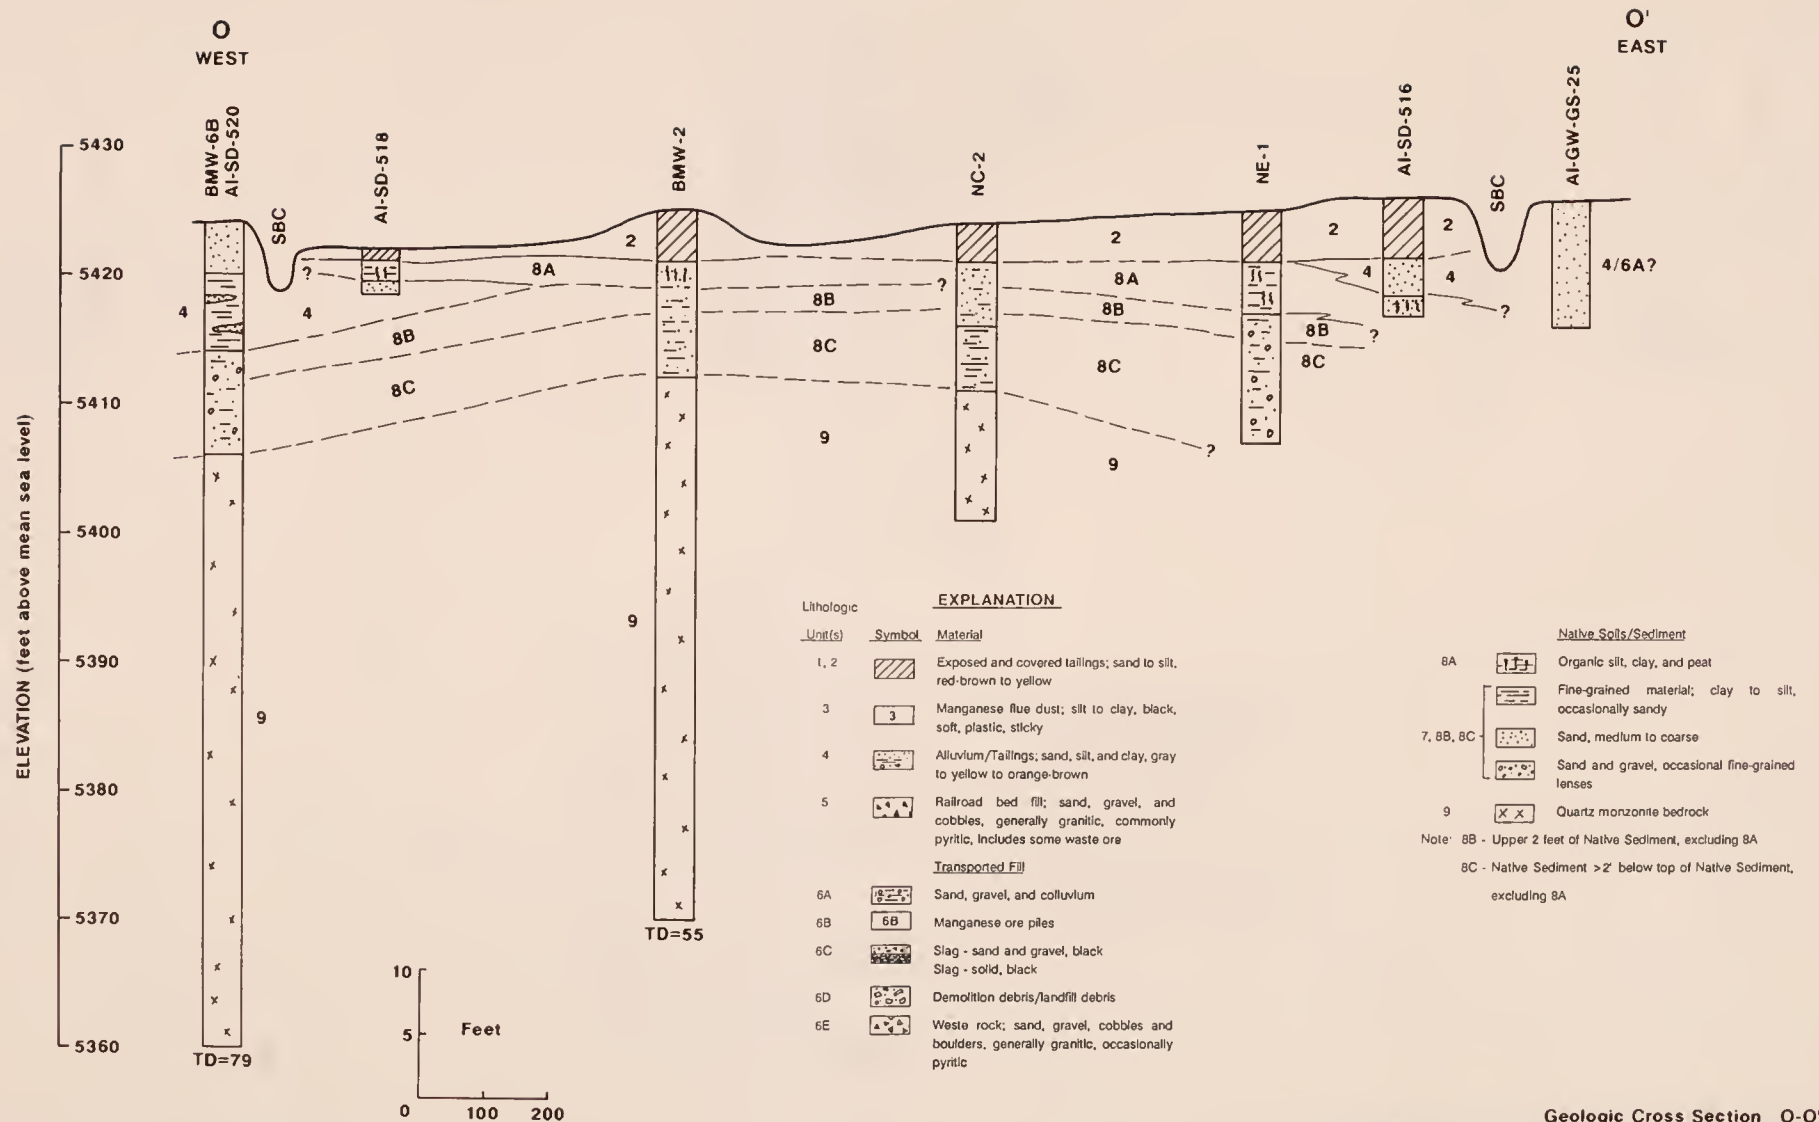 O
WEST
O'
EAST
BMW-6B
AI-SD-520
SBC
AI-SD-518
BMW-2
NC-2
NE-1
AI-SD-516
SBC
AI-GW-GS-25
ELEVATION (feet above mean sea level)
5430
5420
5410
5400
5390
5380
5370
5360
2
2
2
2
8A
8A
4
4
4/6A?
?
?
4
4
8B
8B
8B
?
8B
?
8C
8C
8C
8C
9
9
?
9
9
TD=55
TD=79
10
5
Feet
0 100 200
EXPLANATION
Lithologic
Unit(s) Symbol Material
1, 2 Exposed and covered tailings; sand to silt,
red-brown to yellow
3 3 Manganese flue dust; silt to clay, black,
soft, plastic, sticky
4 Alluvium/Tailings; sand, silt, and clay, gray
to yellow to orange-brown
5 Railroad bed fill; sand, gravel, and
cobbles, generally granitic, commonly
pyritic, includes some waste ore
Transported Fill
6A Sand, gravel, and colluvium
6B 6B Manganese ore piles
6C Slag - sand and gravel, black
Slag - solid, black
6D Demolition debris/landfill debris
6E Weste rock; sand, gravel, cobbles and
boulders, generally granitic, occasionally
pyritic
Native Soils/Sediment
8A Organic silt, clay, and peat
Fine-grained material; clay to silt,
occasionally sandy
7, 8B, 8C Sand, medium to coarse
Sand and gravel, occasional fine-grained
lenses
9 Quartz monzonite bedrock
Note: 8B - Upper 2 feet of Native Sediment, excluding 8A
8C - Native Sediment >2' below top of Native Sediment,
excluding 8A
Geologic Cross Section O-O'